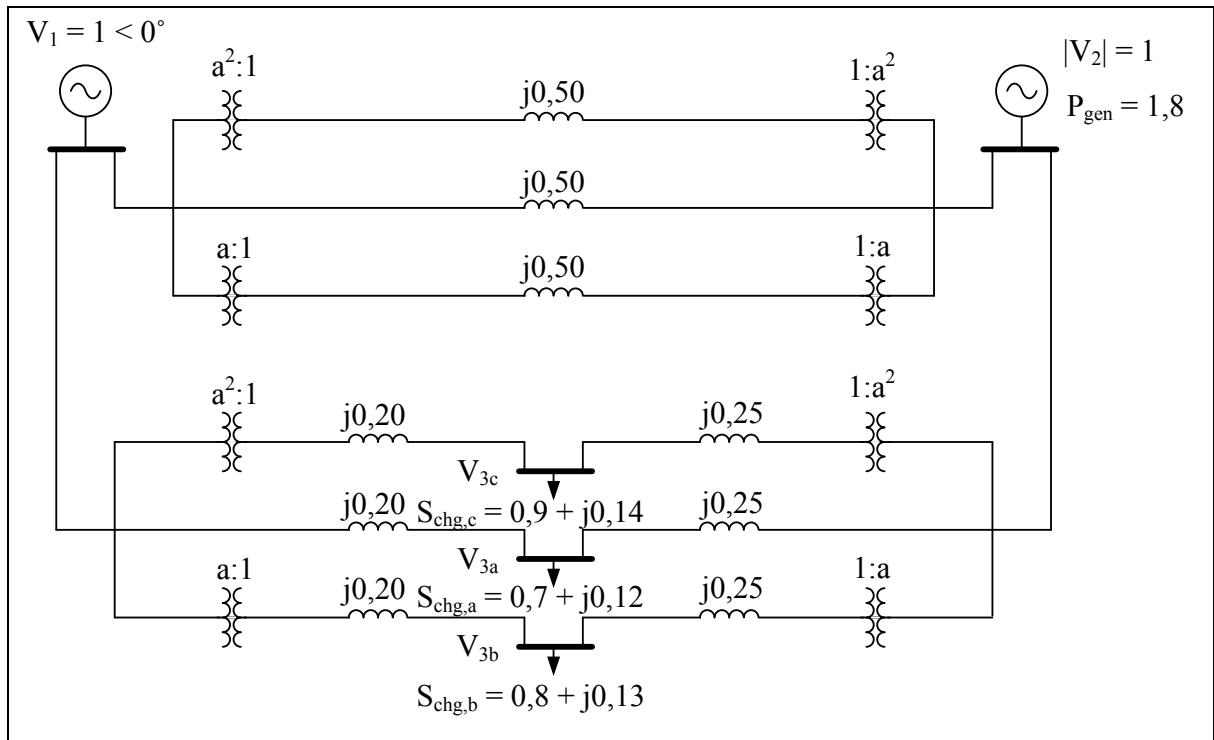 V₁ = 1 < 0°
|V₂| = 1
P_gen = 1,8
a²:1
j0,50
1:a²
j0,50
a:1
j0,50
1:a
a²:1
j0,20
j0,25
1:a²
V₃c
S_chg,c = 0,9 + j0,14
j0,20
j0,25
V₃a
S_chg,a = 0,7 + j0,12
a:1
j0,20
j0,25
1:a
V₃b
S_chg,b = 0,8 + j0,13